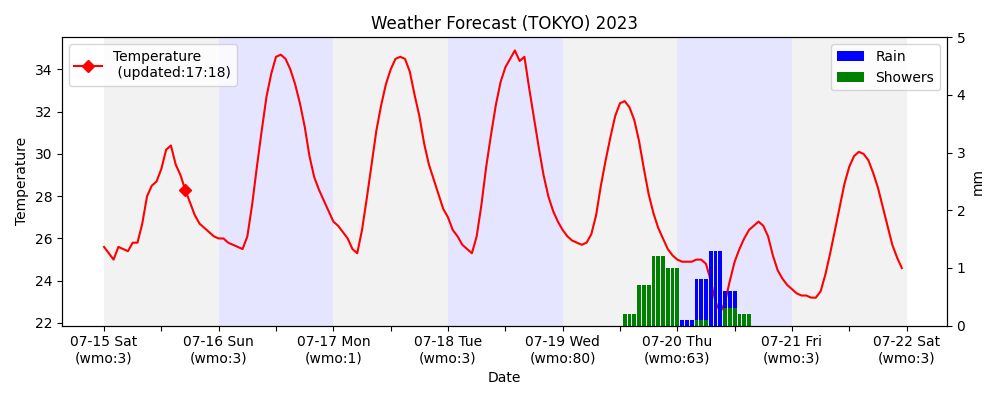 Weather Forecast (TOKYO) 2023
Temperature
(updated:17:18)
Rain
Showers
34
32
30
28
26
24
22
Temperature
5
4
3
2
1
0
mm
07-15 Sat
(wmo:3)
07-16 Sun
(wmo:3)
07-17 Mon
(wmo:1)
07-18 Tue
(wmo:3)
07-19 Wed
(wmo:80)
07-20 Thu
(wmo:63)
07-21 Fri
(wmo:3)
07-22 Sat
(wmo:3)
Date